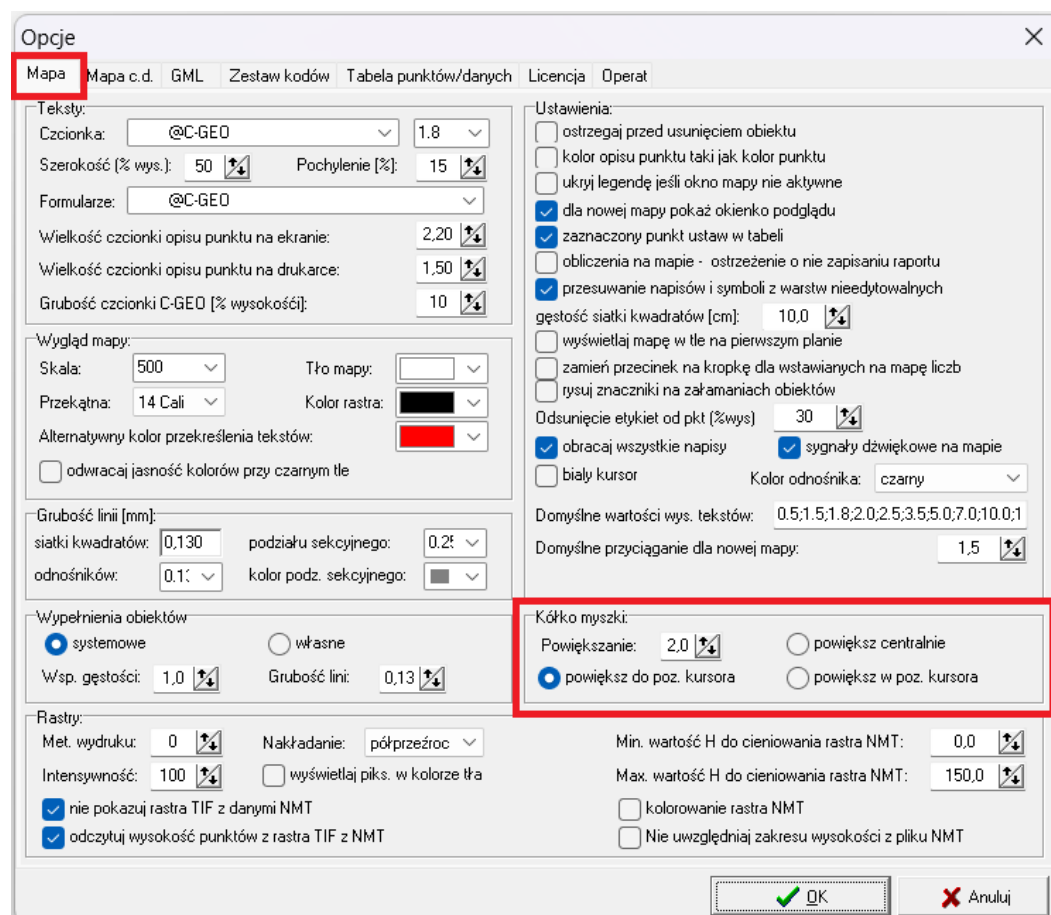 Opcje
Mapa Mapa c.d. GML Zestaw kodów Tabela punktów/danych Licencja Operat
Teksty:
Czcionka: @C-GEO 1.8
Szerokość (% wys.): 50 Pochylenie [%]: 15
Formularze: @C-GEO
Wielkość czcionki opisu punktu na ekranie: 2,20
Wielkość czcionki opisu punktu na drukarce: 1,50
Grubość czcionki C-GEO [% wysokośći]: 10
Wygląd mapy:
Skala: 500 Tło mapy:
Przekątna: 14 Cali Kolor rastra:
Alternatywny kolor przekreślenia tekstów:
odwracaj jasność kolorów przy czarnym tle
Grubość linii [mm]:
siatki kwadratów: 0,130 podziału sekcyjnego: 0.25
odnośników: 0.13 kolor podz. sekcyjnego:
Ustawienia:
ostrzegaj przed usunięciem obiektu
kolor opisu punktu taki jak kolor punktu
ukryj legendę jeśli okno mapy nie aktywne
dla nowej mapy pokaż okienko podglądu
zaznaczony punkt ustaw w tabeli
obliczenia na mapie - ostrzeżenie o nie zapisaniu raportu
przesuwanie napisów i symboli z warstw nieedytowalnych
gęstość siatki kwadratów [cm]: 10,0
wyświetlaj mapę w tle na pierwszym planie
zamień przecinek na kropkę dla wstawianych na mapę liczb
rysuj znaczniki na załamaniach obiektów
Odsunięcie etykiet od pkt (%wys) 30
obracaj wszystkie napisy sygnały dźwiękowe na mapie
biały kursor Kolor odnośnika: czarny
Domyślne wartości wys. tekstów: 0.5;1.5;1.8;2.0;2.5;3.5;5.0;7.0;10.0;1
Domyślne przyciąganie dla nowej mapy: 1,5
Wypełnienia obiektów
systemowe własne
Wsp. gęstości: 1,0 Grubość lini: 0,13
Kółko myszki:
Powiększanie: 2,0 powiększ centralnie
powiększ do poz. kursora powiększ w poz. kursora
Rastry:
Met. wydruku: 0 Nakładanie: półprzeźroc Min. wartość H do cieniowania rastra NMT: 0,0
Intensywność: 100 wyświetlaj piks. w kolorze tła Max. wartość H do cieniowania rastra NMT: 150,0
nie pokazuj rastra TIF z danymi NMT kolorowanie rastra NMT
odczytuj wysokość punktów z rastra TIF z NMT Nie uwzględniaj zakresu wysokości z pliku NMT
OK Anuluj